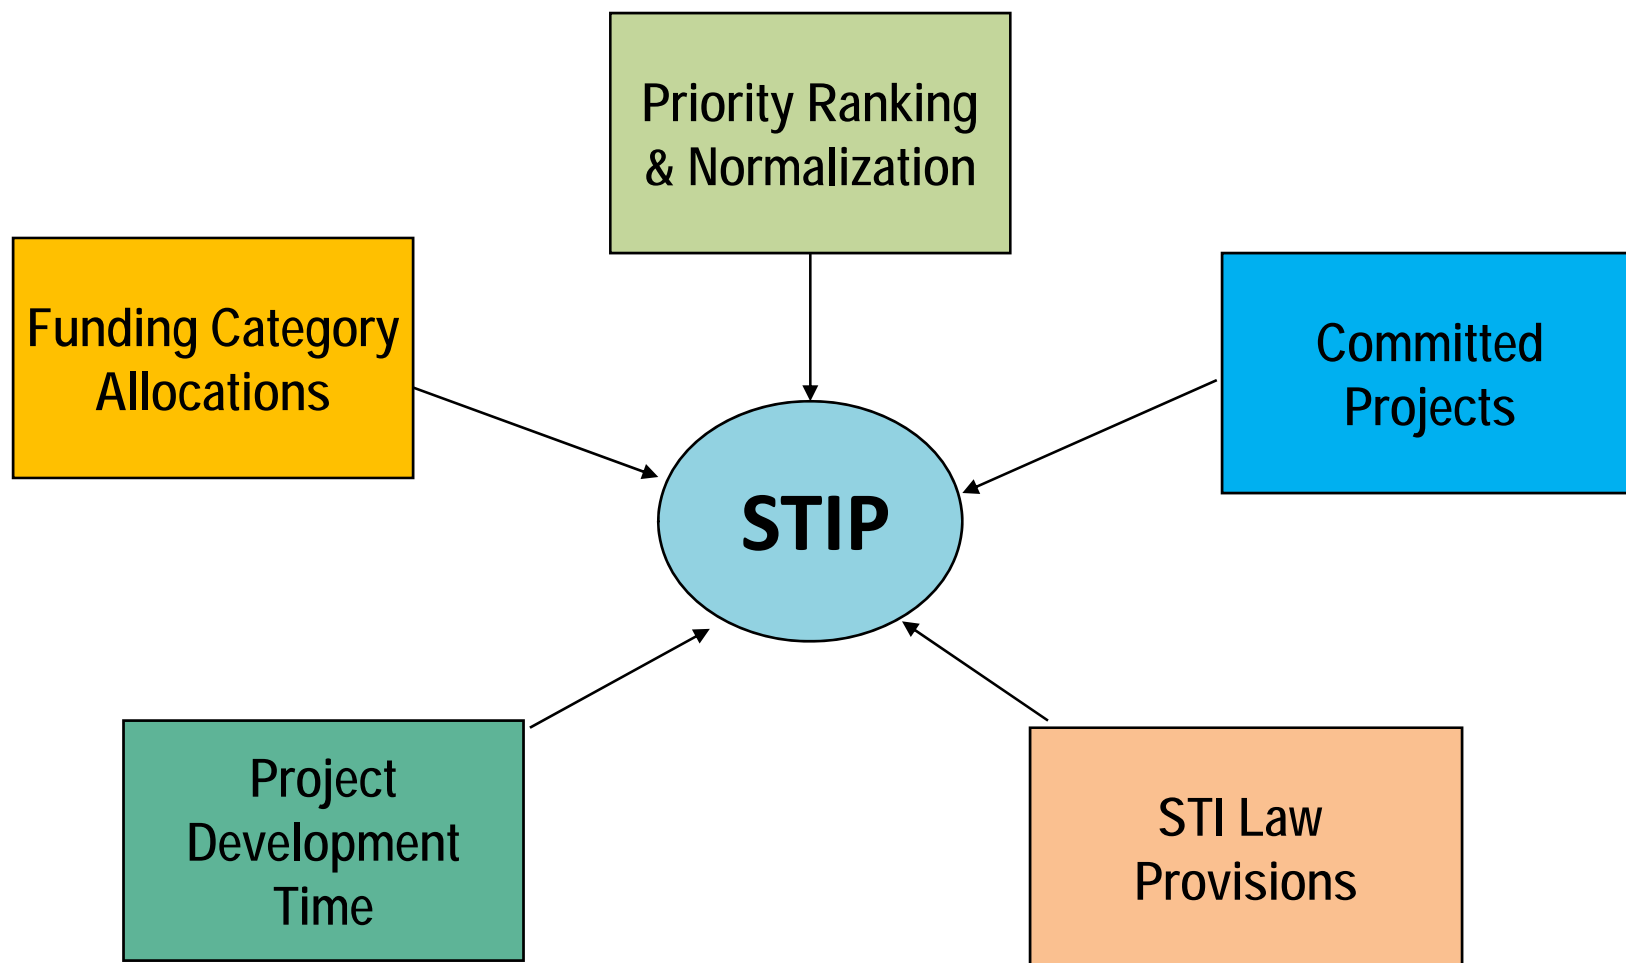 Priority Ranking
& Normalization
Funding Category
Allocations
Committed
Projects
STIP
Project
Development
Time
STI Law
Provisions